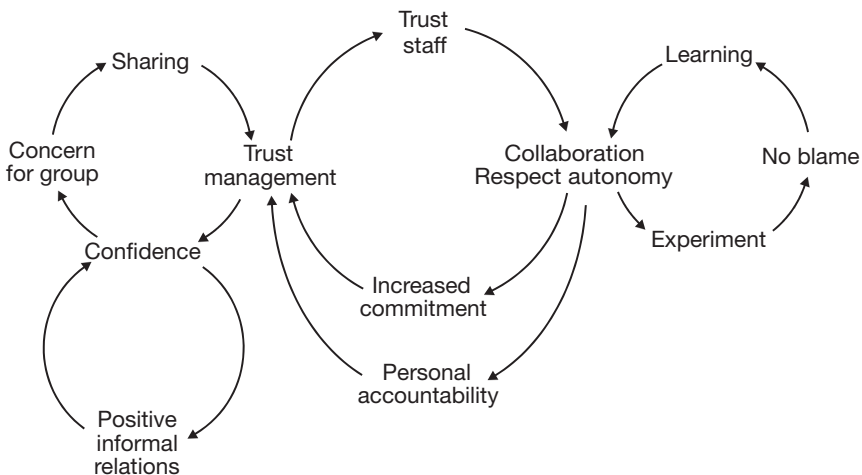 Trust
staff
Sharing
Learning
Concern
for group
Trust
management
Collaboration
Respect autonomy
No blame
Confidence
Experiment
Increased
commitment
Personal
accountability
Positive
informal
relations